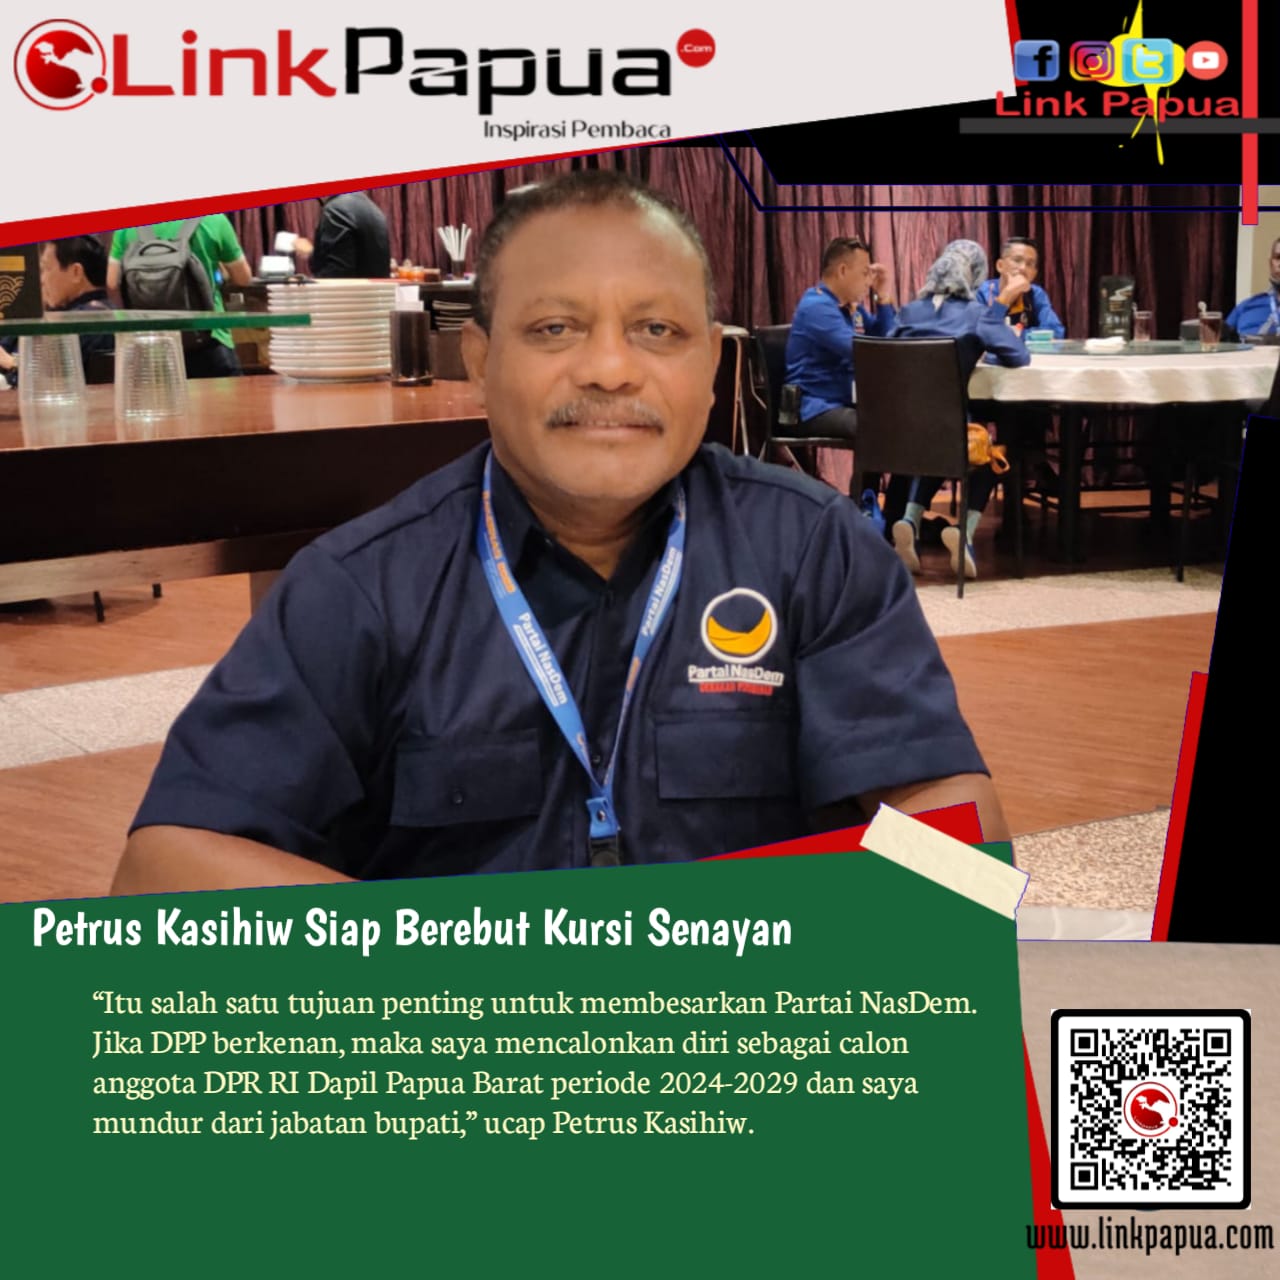 LinkPapua.Com
Inspirasi Pembaca
Link Papua
Partai NasDem
Partai NasDem
Partai NasDem
Petrus Kasihiw Siap Berebut Kursi Senayan
“Itu salah satu tujuan penting untuk membesarkan Partai NasDem.
Jika DPP berkenan, maka saya mencalonkan diri sebagai calon
anggota DPR RI Dapil Papua Barat periode 2024-2029 dan saya
mundur dari jabatan bupati,” ucap Petrus Kasihiw.
www.linkpapua.com